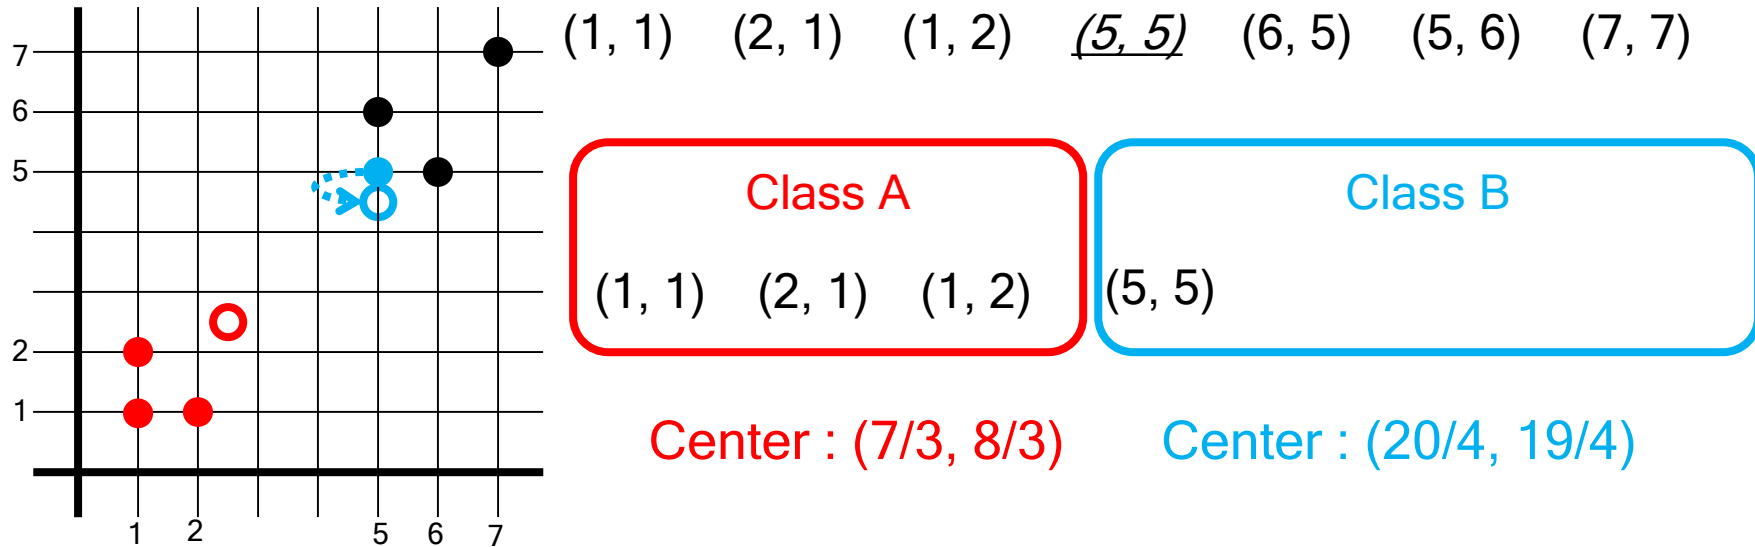 (1, 1) (2, 1) (1, 2) (5, 5) (6, 5) (5, 6) (7, 7)
7
6
5
2
1
1 2 5 6 7
Class A
(1, 1) (2, 1) (1, 2)
Class B
(5, 5)
Center : (7/3, 8/3)
Center : (20/4, 19/4)